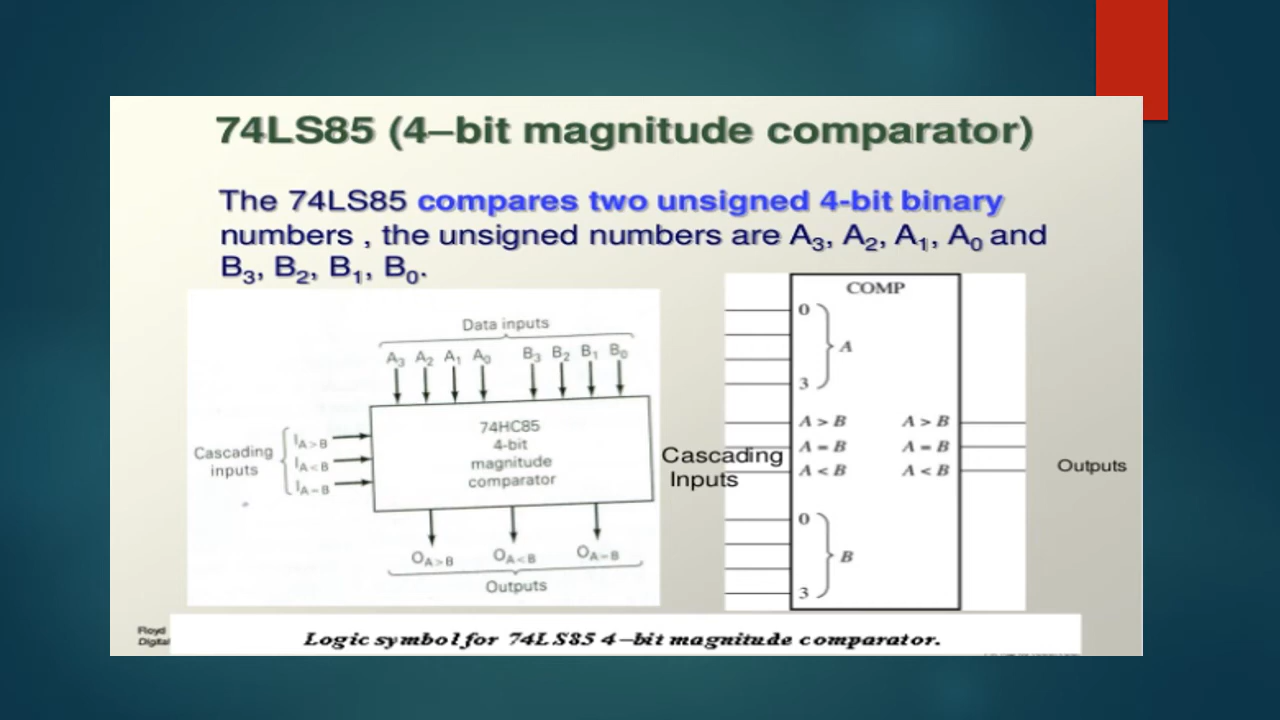 74LS85 (4–bit magnitude comparator)
The 74LS85 compares two unsigned 4-bit binary
numbers , the unsigned numbers are A3, A2, A1, A0 and
B3, B2, B1, B0.
Data inputs
A3 A2 A1 A0 B3 B2 B1 B0
74HC85
4-bit
magnitude
comparator
Cascading
inputs
IA>B
IA<B
IA=B
OA>B OA<B OA=B
Outputs
COMP
0
A
3
Cascading
Inputs
A > B A > B
A = B A = B
A < B A < B
Outputs
0
B
3
Floyd
Digital
Logic symbol for 74LS85 4–bit magnitude comparator.